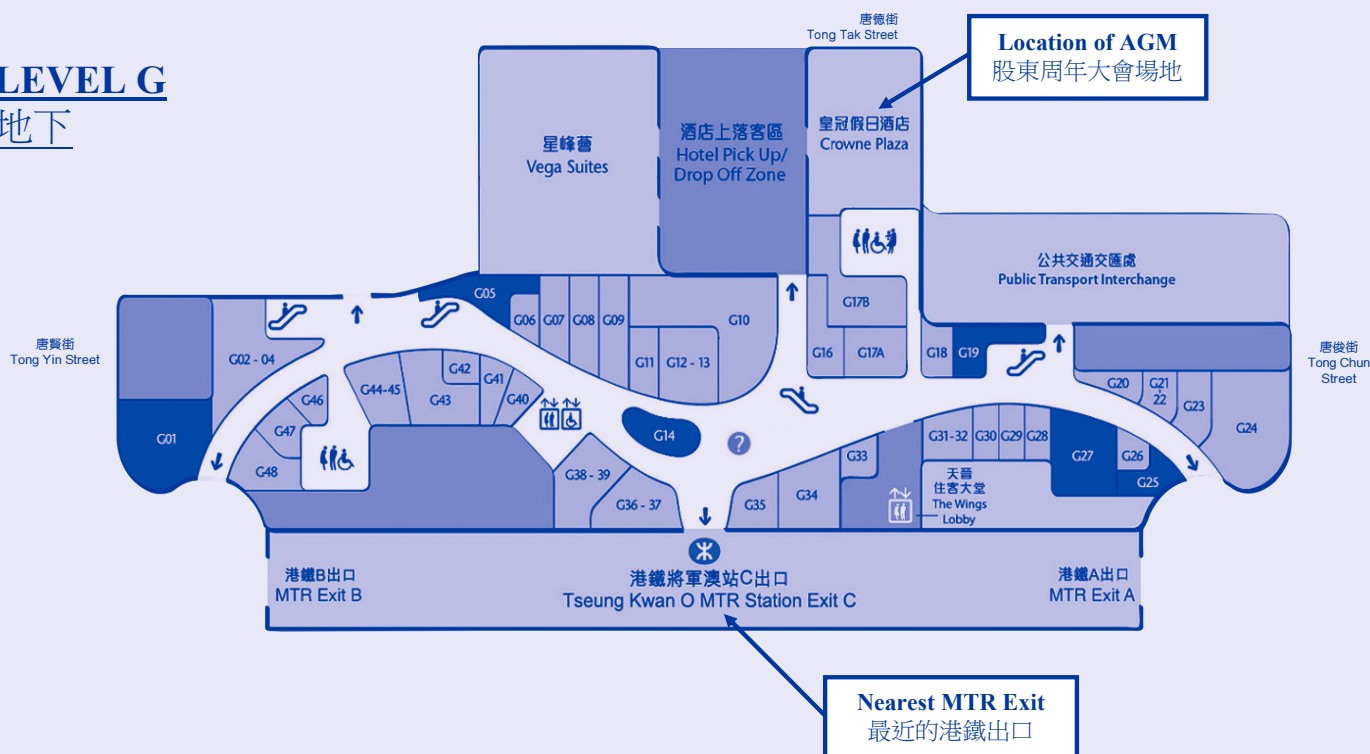 唐德街
Tong Tak Street
Location of AGM
股東周年大會場地
LEVEL G
地下
星峰薈
Vega Suites
酒店上落客區
Hotel Pick Up/
Drop Off Zone
皇冠假日酒店
Crowne Plaza
公共交通交匯處
Public Transport Interchange
唐賢街
Tong Yin Street
唐俊街
Tong Chun
Street
G01
G02 - 04
G05
G06
G07
G08
G09
G10
G11
G12 - 13
G14
G16
G17A
G17B
G18
G19
G20
G21
-
22
G23
G24
G25
G26
G27
G28
G29
G30
G31-32
G33
G34
G35
G36 - 37
G38 - 39
G40
G41
G42
G43
G44-45
G46
G47
G48
?
天晉
住客大堂
The Wings
Lobby
港鐵B出口
MTR Exit B
港鐵將軍澳站C出口
Tseung Kwan O MTR Station Exit C
港鐵A出口
MTR Exit A
Nearest MTR Exit
最近的港鐵出口